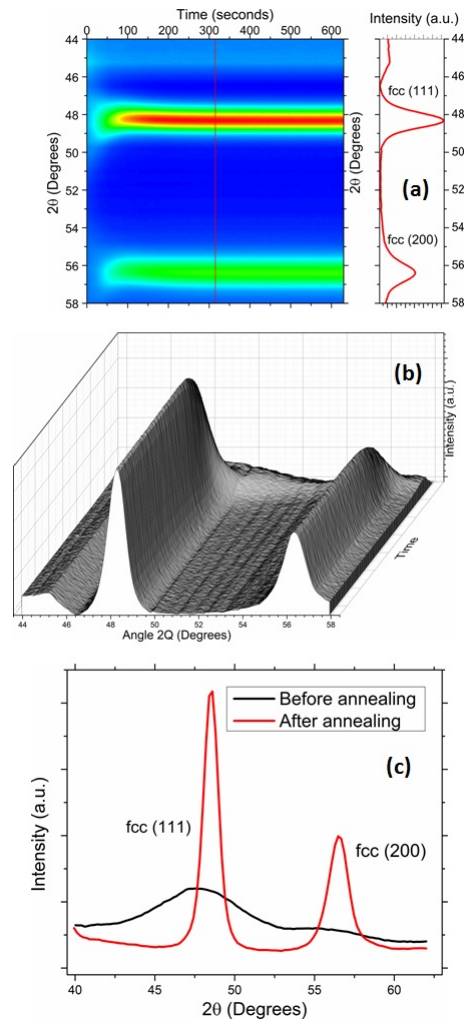 Time (seconds)
0 100 200 300 400 500 600
Intensity (a.u.)
44
46
48
50
52
54
56
58
2θ (Degrees)
2θ (Degrees)
44
46
48
50
52
54
56
58
fcc (111)
(a)
fcc (200)
(b)
Intensity (a.u.)
Time
44 46 48 50 52 54 56 58
Angle 2Q (Degrees)
Before annealing
After annealing
(c)
fcc (111)
fcc (200)
Intensity (a.u.)
40 45 50 55 60
2θ (Degrees)